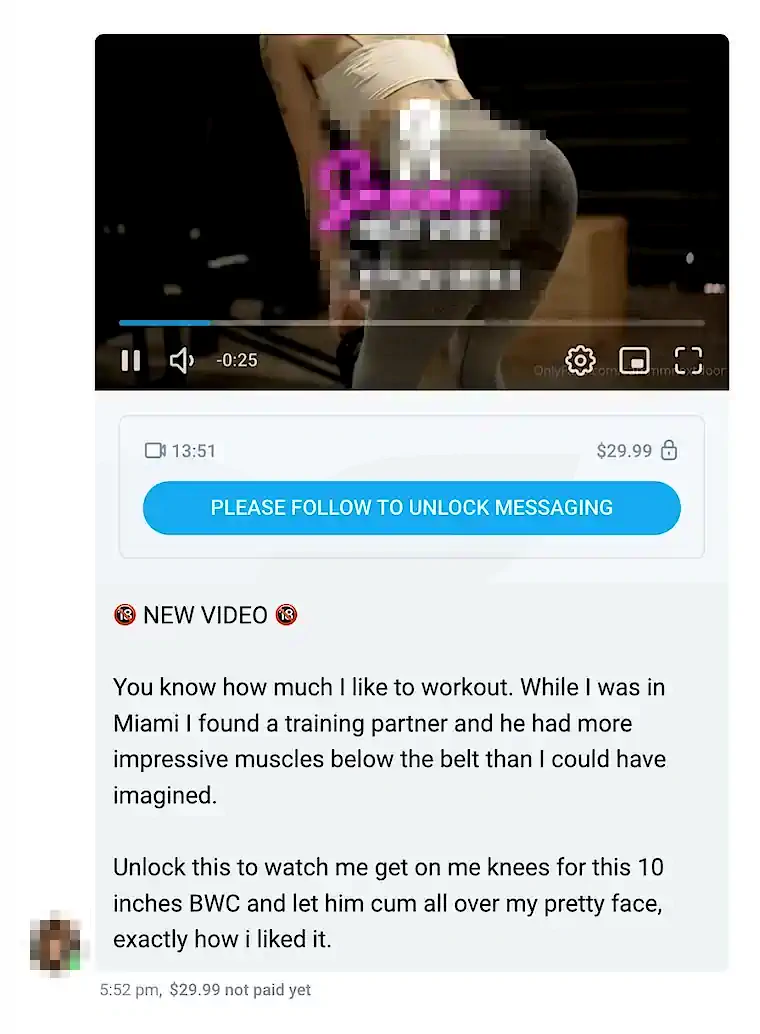 -0:25
13:51
$29.99
PLEASE FOLLOW TO UNLOCK MESSAGING
🔞 NEW VIDEO 🔞
You know how much I like to workout. While I was in
Miami I found a training partner and he had more
impressive muscles below the belt than I could have
imagined.
Unlock this to watch me get on me knees for this 10
inches BWC and let him cum all over my pretty face,
exactly how i liked it.
5:52 pm, $29.99 not paid yet